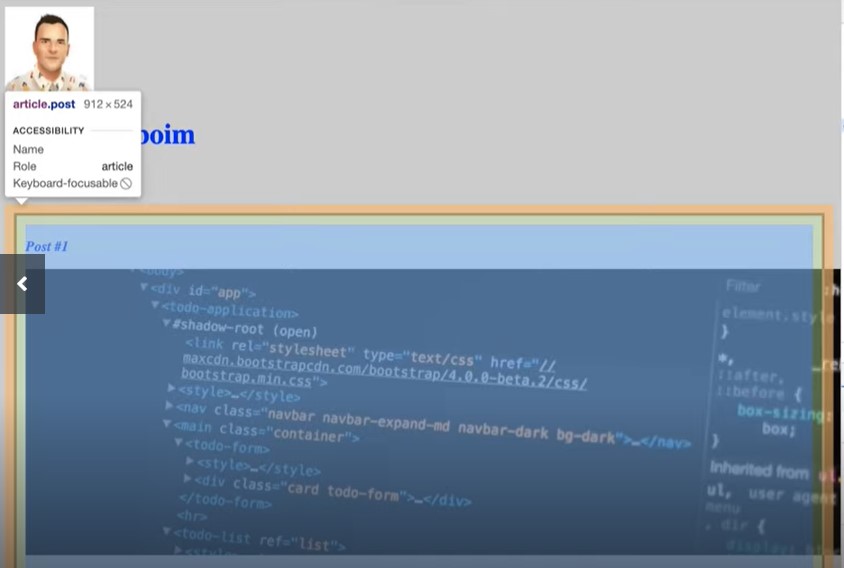 article.post 912 × 524
ACCESSIBILITY
Name
Role article
Keyboard-focusable
boim
Post #1
<body>
▼<div id="app">
▼<todo-application>
▼#shadow-root (open)
<link rel="stylesheet" type="text/css" href="//
maxcdn.bootstrapcdn.com/bootstrap/4.0.0-beta.2/css/
bootstrap.min.css">
▶<style>…</style>
▶<nav class="navbar navbar-expand-md navbar-dark bg-dark">…</nav>
▼<main class="container">
▼<todo-form>
▶<style>…</style>
▶<div class="card todo-form">…</div>
</todo-form>
<hr>
▼<todo-list ref="list">
▶<style>
Filter :h
element.style
}
*,
::after,
::before {
box-sizing:
box;
}
Inherited from ul.
ul, user agent
menu
, dir {
display: